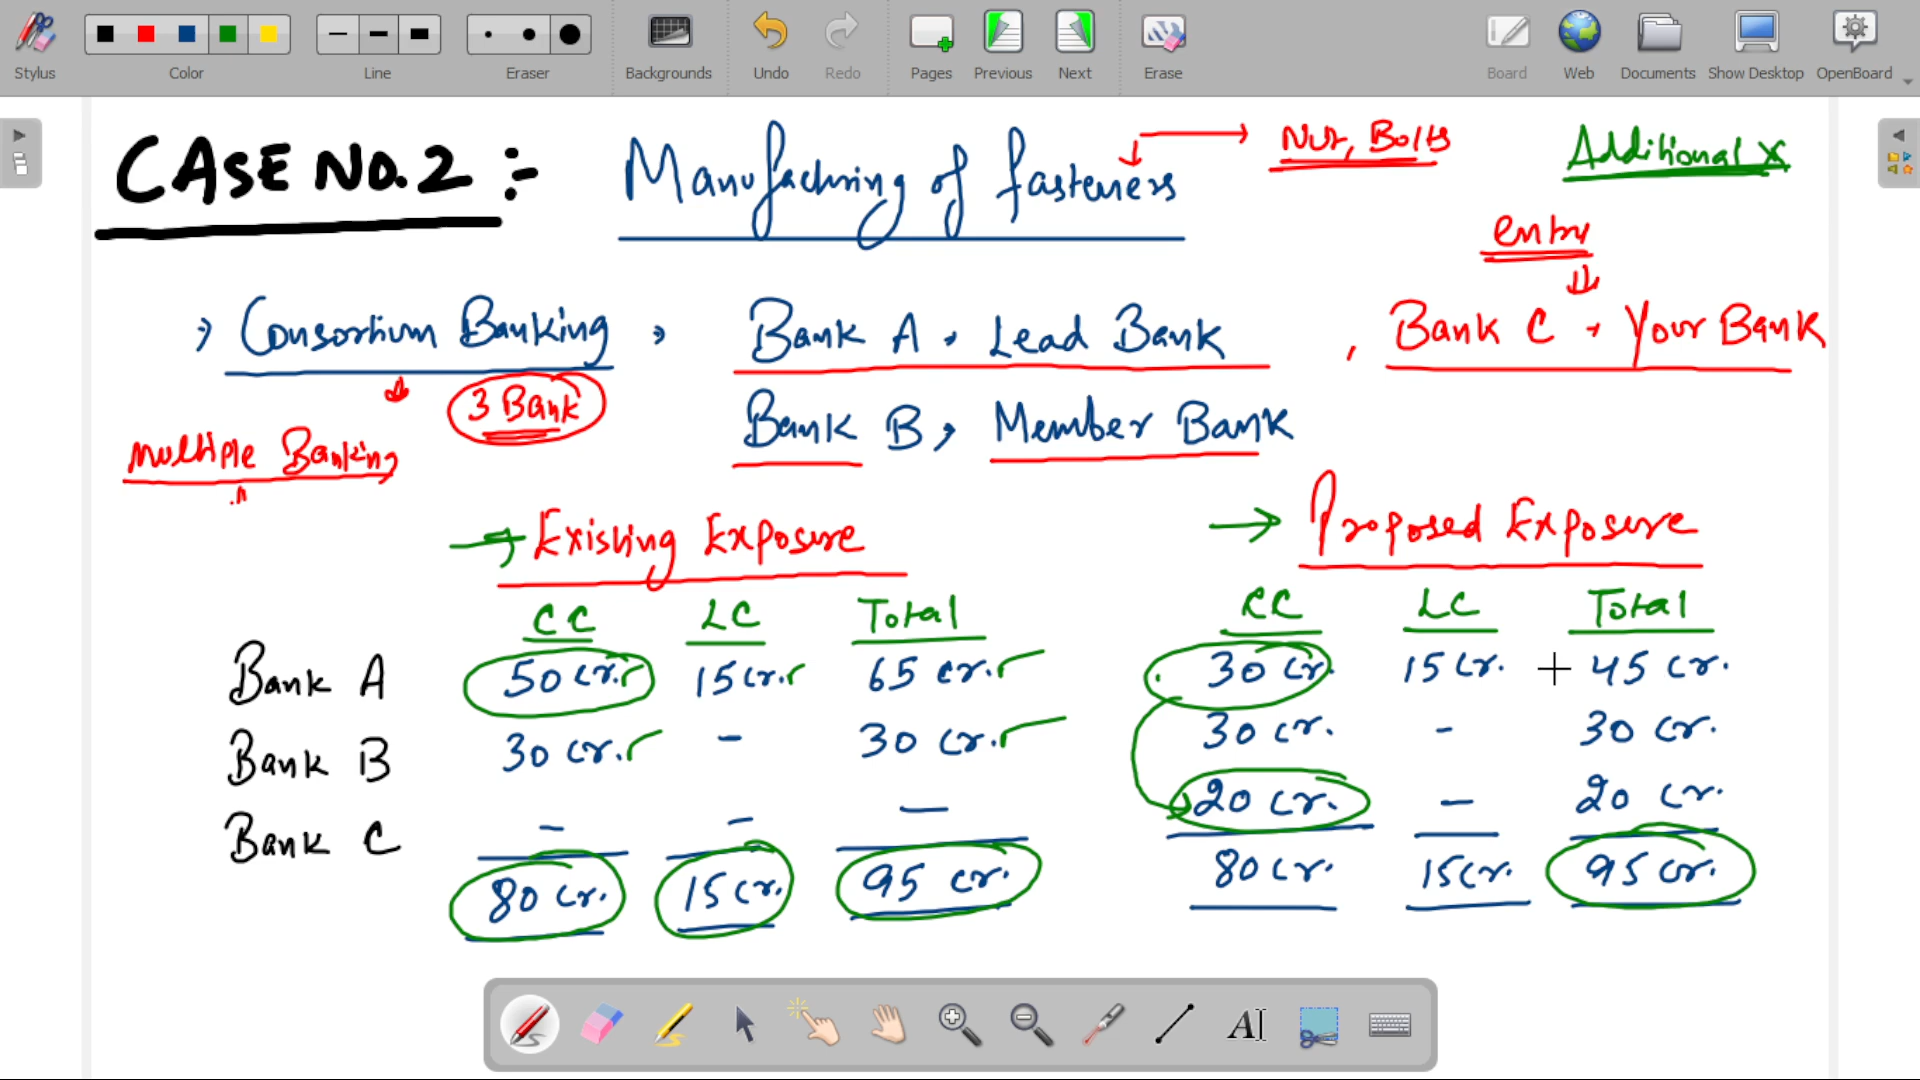 Stylus Color Line Eraser Backgrounds Undo Redo Pages Previous Next Erase Board Web Documents Show Desktop OpenBoard
CASE NO.2 :- Manufacturing of fasteners → Nut, Bolts Additional x
entry
→ Consortium Banking, Bank A → Lead Bank, Bank C → Your Bank
3 Bank
Bank B, Member Bank
Multiple Banking
→ Existing Exposure → Proposed Exposure
CC LC Total CC LC Total
Bank A 50 cr. 15 cr. 65 cr. 30 cr. 15 cr. 45 cr.
Bank B 30 cr. - 30 cr. 30 cr. - 30 cr.
Bank C - - - 20 cr. - 20 cr.
80 cr. 15 cr. 95 cr. 80 cr. 15 cr. 95 cr.